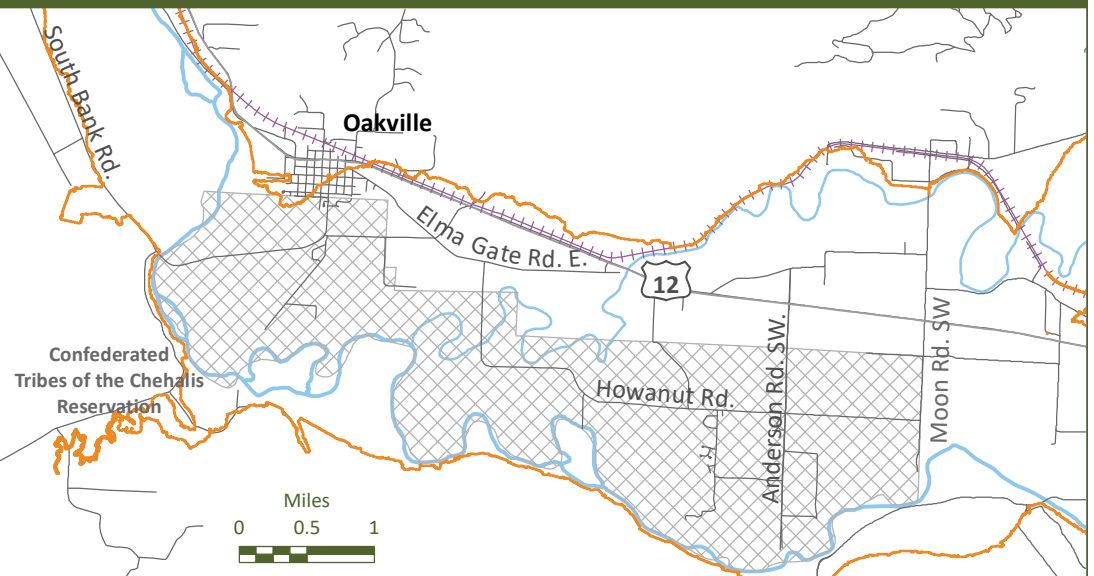 South Bank Rd.
Oakville
Elma Gate Rd. E.
12
Confederated
Tribes of the Chehalis
Reservation
Howanut Rd.
Anderson Rd. SW.
Moon Rd. SW
Miles
0 0.5 1